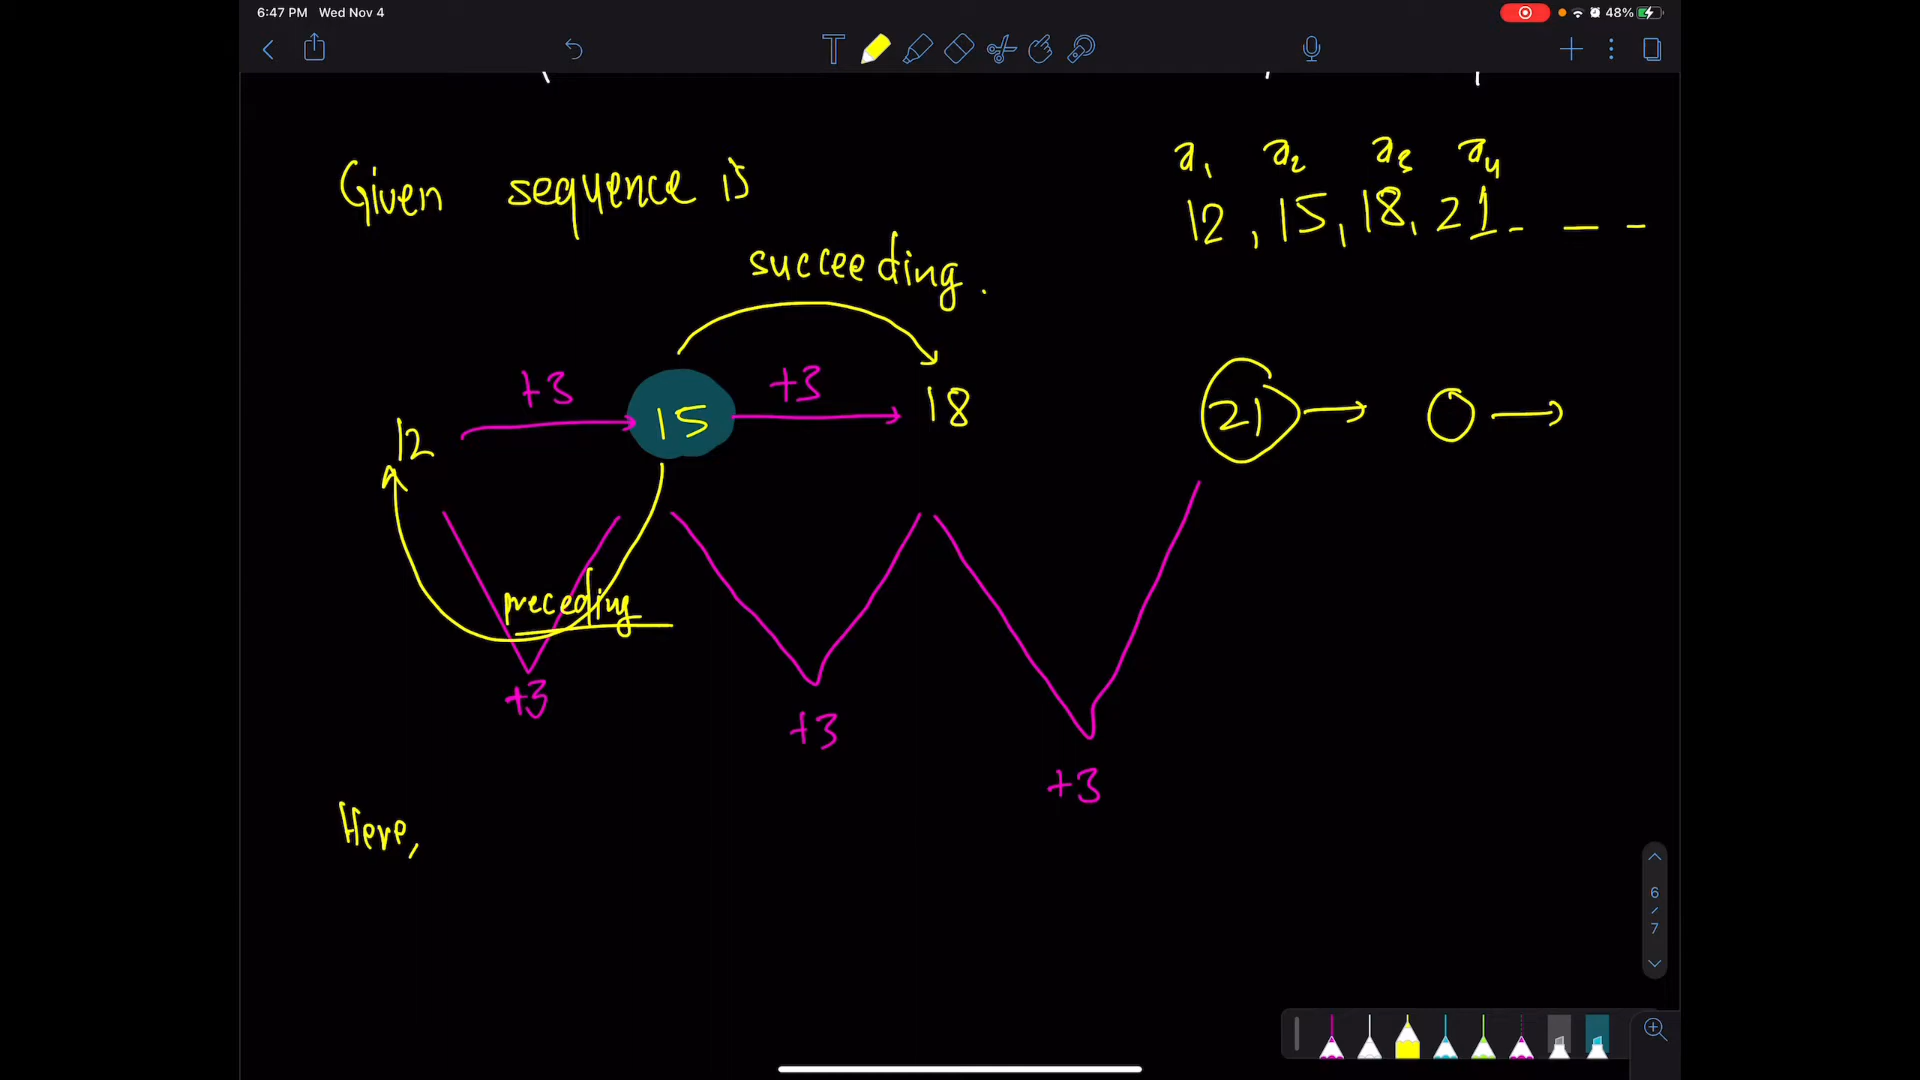 6:47 PM Wed Nov 4
48%
T
a₁ a₂ a₃ a₄
Given sequence is
12, 15, 18, 21 - - -
succeeding.
+3 +3
12 15 18 21
preceding
+3
+3
+3
Here,
6
/
7